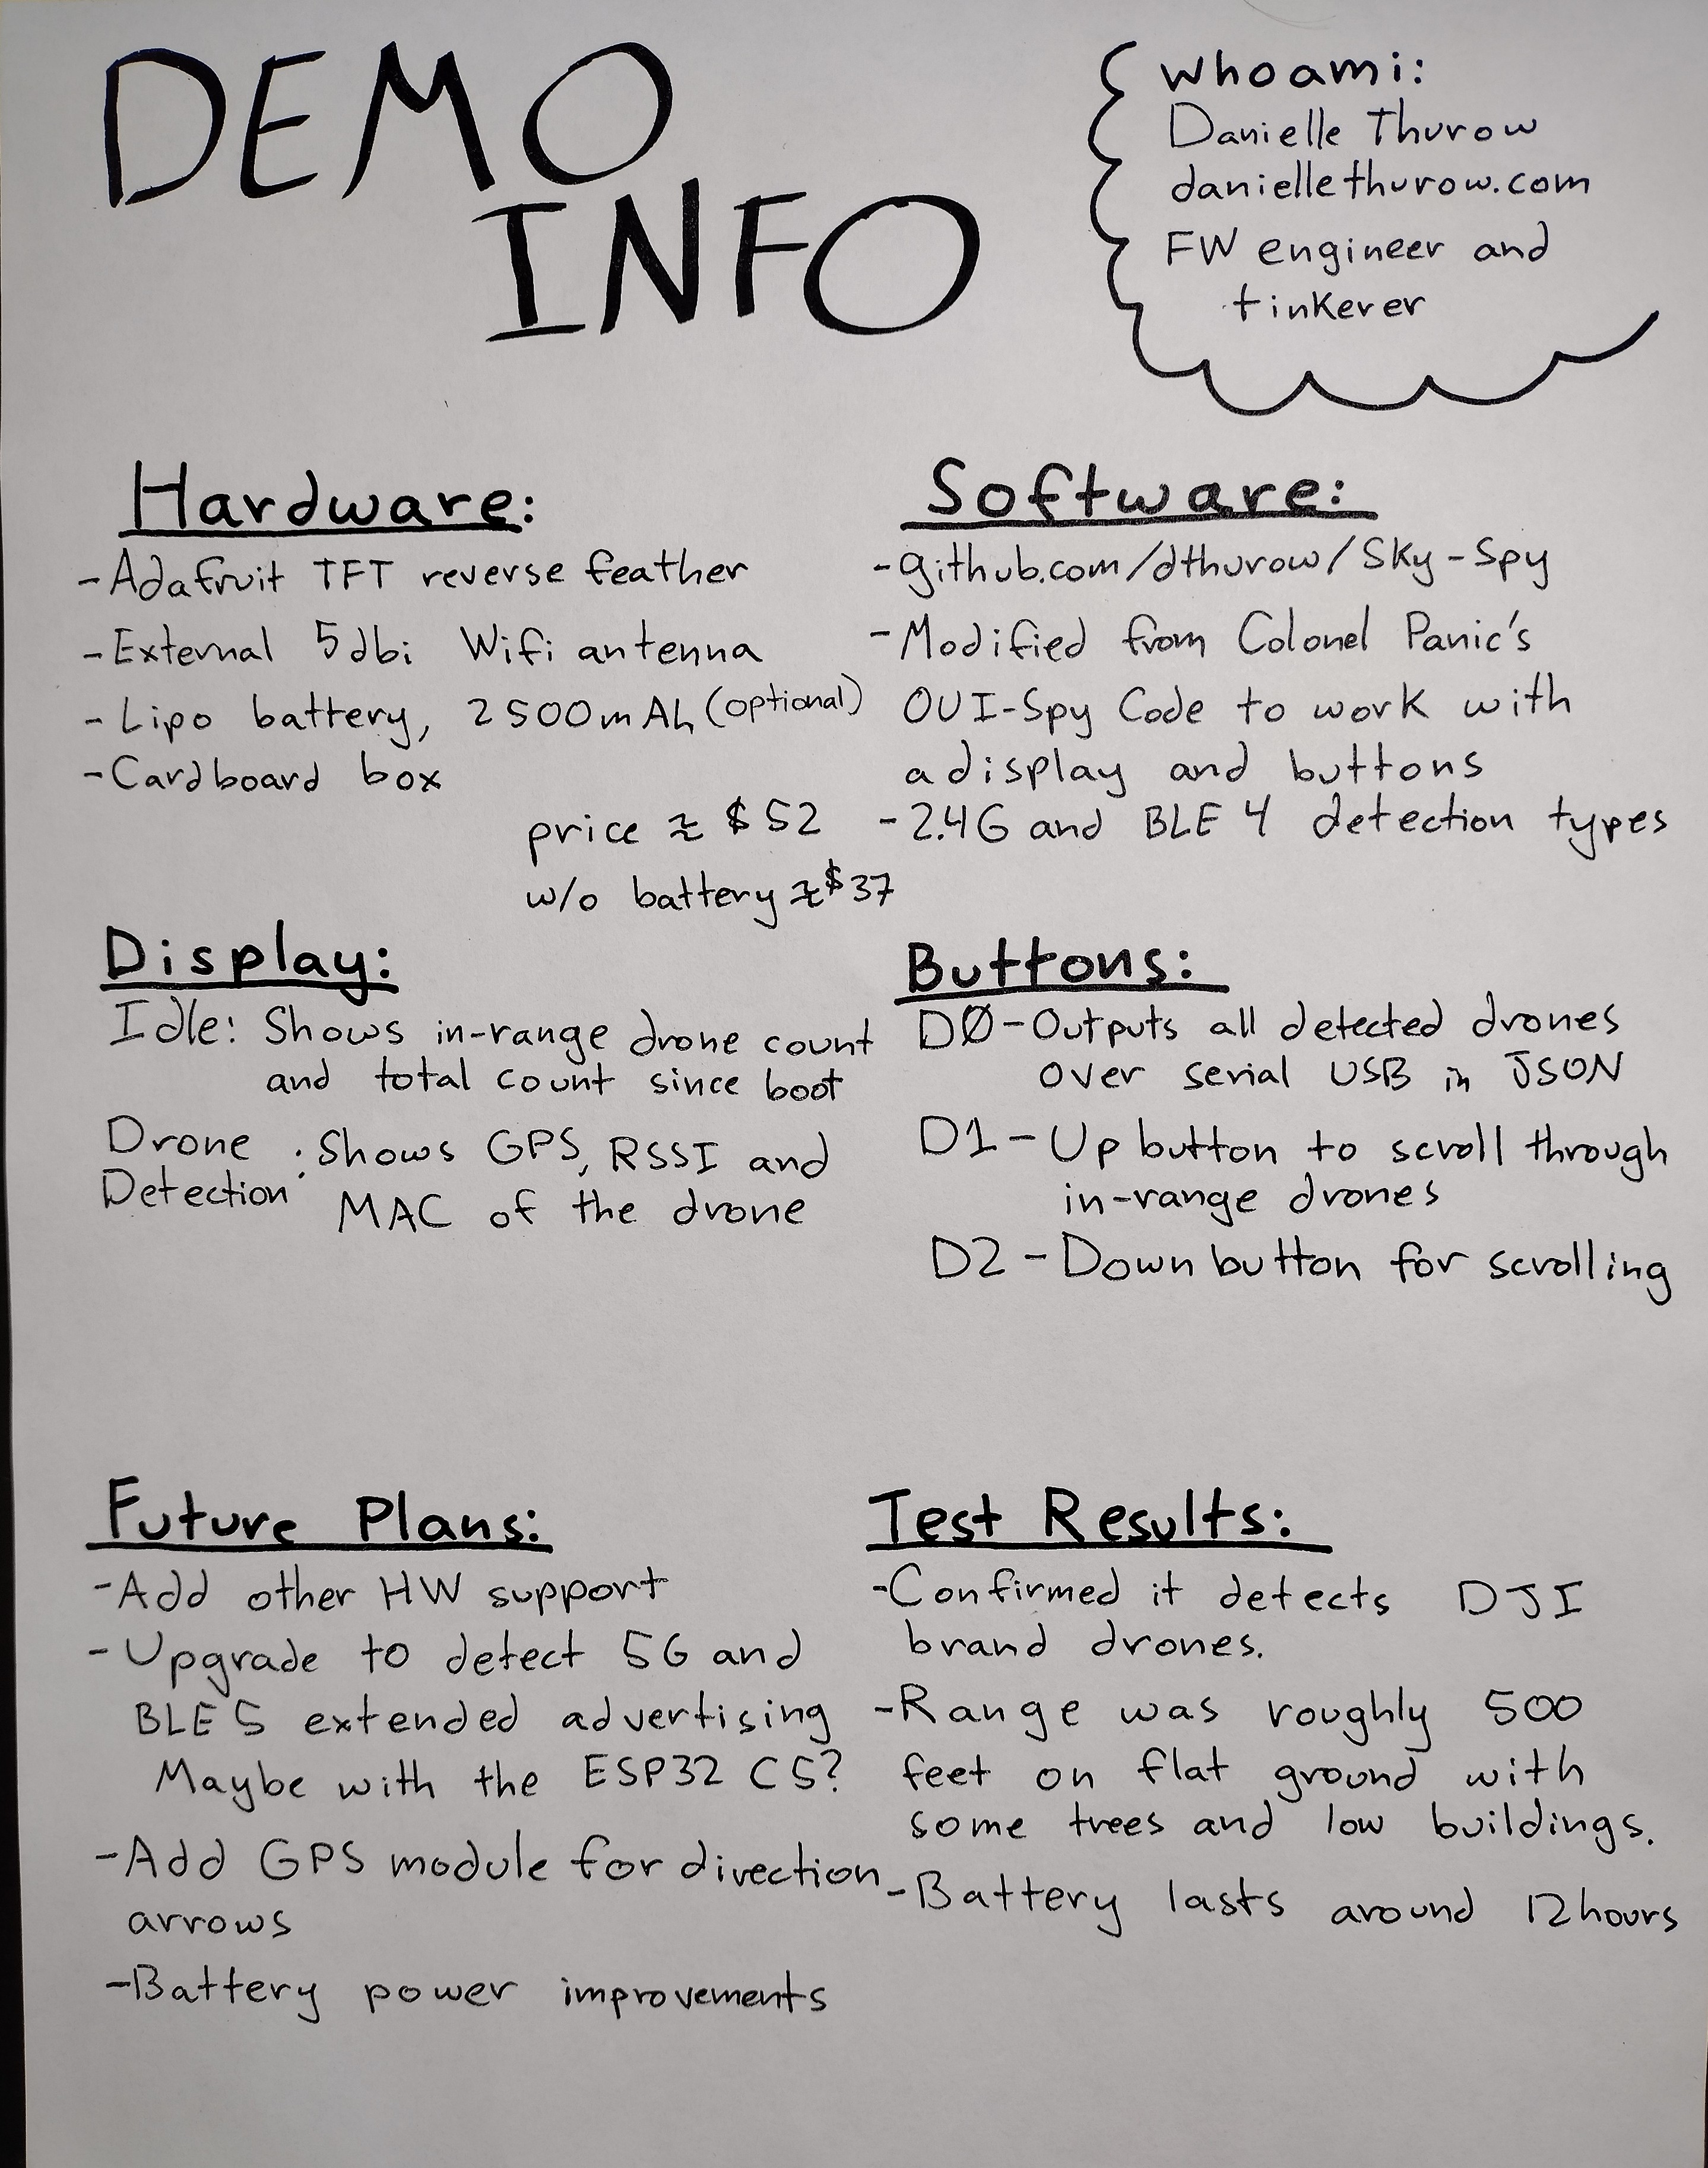 DEMO
INFO
whoami:
Danielle Thurow
daniellethurow.com
FW engineer and
tinkerer
Hardware:
-Adafruit TFT reverse feather
-External 5dbi Wifi antenna
-Lipo battery, 2500mAh (optional)
-Cardboard box
price ≈ $52
w/o battery ≈ $37
Software:
-github.com/dthurow/Sky-Spy
-Modified from Colonel Panic's
OUI-Spy Code to work with
a display and buttons
-2.4G and BLE 4 detection types
Display:
Idle: Shows in-range drone count
and total count since boot
Drone
Detection: Shows GPS, RSSI and
MAC of the drone
Buttons:
DØ-Outputs all detected drones
over serial USB in JSON
D1-Up button to scroll through
in-range drones
D2-Down button for scrolling
Future Plans:
-Add other HW support
-Upgrade to detect 5G and
BLE 5 extended advertising
Maybe with the ESP32 C5?
-Add GPS module for direction
arrows
-Battery power improvements
Test Results:
-Confirmed it detects DJI
brand drones.
-Range was roughly 500
feet on flat ground with
some trees and low buildings.
-Battery lasts around 12hours